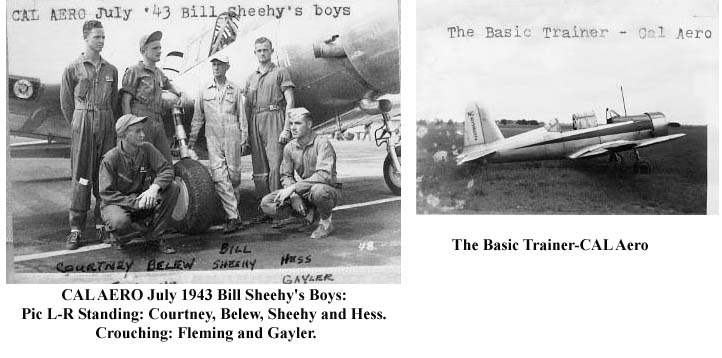 CAL AERO July '43 Bill Sheehy's boys
COURTNEY BELEW BILL SHEEHY HESS
GAYLER
48-
CAL AERO July 1943 Bill Sheehy's Boys:
Pic L-R Standing: Courtney, Belew, Sheehy and Hess.
Crouching: Fleming and Gayler.
The Basic Trainer - Cal Aero
NC
The Basic Trainer-CAL Aero